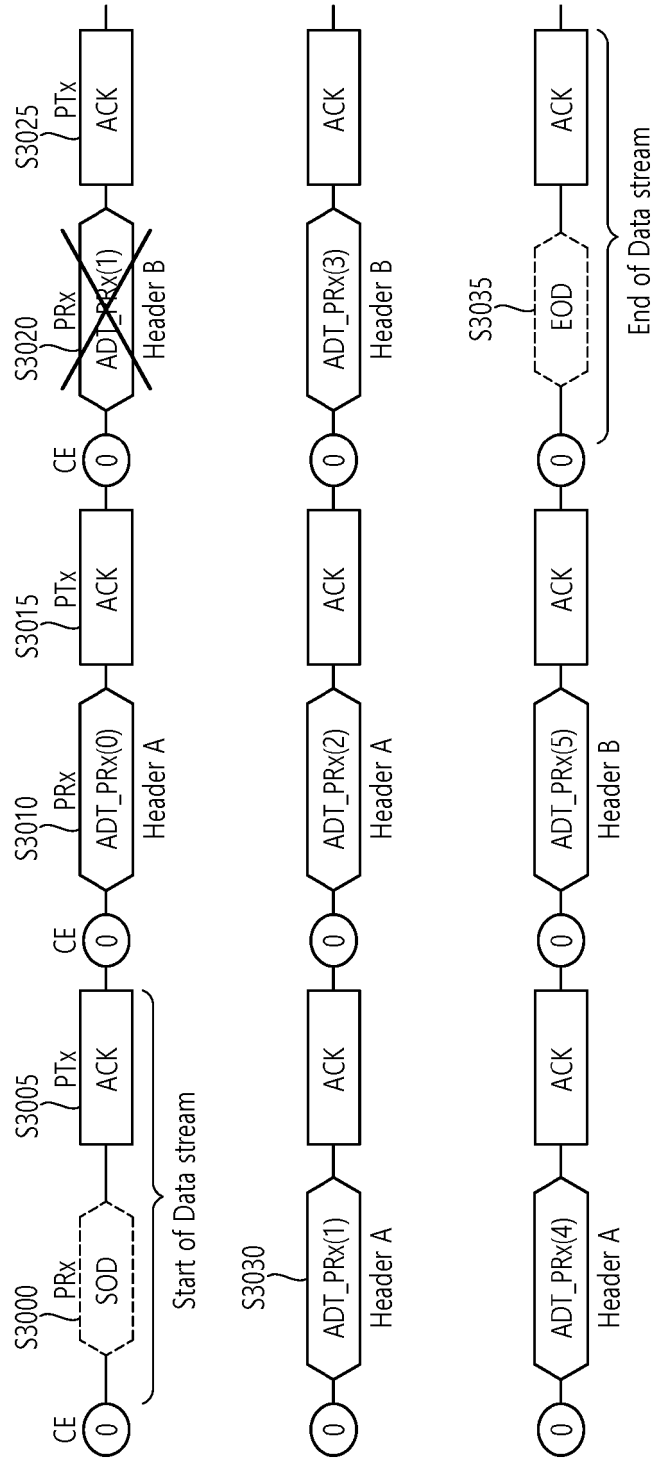 S3000
S3005
S3010
S3015
S3020
S3025
CE
PRx
PTx
CE
PRx
PTx
CE
PRx
PTx
0
SOD
ACK
0
ADT_PRx(0)
ACK
0
ADT_PRx(1)
ACK
Header A
Header B
Start of Data stream
S3030
0
ADT_PRx(1)
ACK
0
ADT_PRx(2)
ACK
0
ADT_PRx(3)
ACK
Header A
Header A
Header B
S3035
0
ADT_PRx(4)
ACK
0
ADT_PRx(5)
ACK
0
EOD
ACK
Header A
Header B
End of Data stream